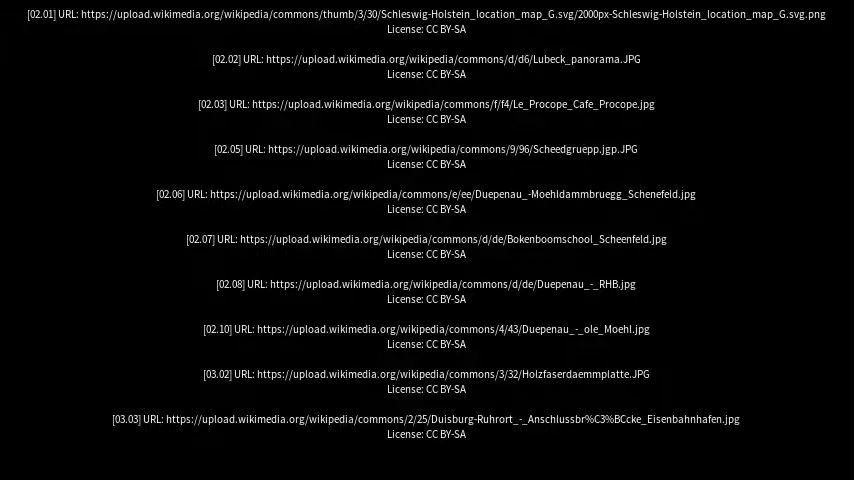 [02.01] URL: https://upload.wikimedia.org/wikipedia/commons/thumb/3/30/Schleswig-Holstein_location_map_G.svg/2000px-Schleswig-Holstein_location_map_G.svg.png
License: CC BY-SA
[02.02] URL: https://upload.wikimedia.org/wikipedia/commons/d/d6/Lubeck_panorama.JPG
License: CC BY-SA
[02.03] URL: https://upload.wikimedia.org/wikipedia/commons/f/f4/Le_Procope_Cafe_Procope.jpg
License: CC BY-SA
[02.05] URL: https://upload.wikimedia.org/wikipedia/commons/9/96/Scheedgruepp.jgp.JPG
License: CC BY-SA
[02.06] URL: https://upload.wikimedia.org/wikipedia/commons/e/ee/Duepenau_-Moehldammbruegg_Schenefeld.jpg
License: CC BY-SA
[02.07] URL: https://upload.wikimedia.org/wikipedia/commons/d/de/Bokenboomschool_Scheenfeld.jpg
License: CC BY-SA
[02.08] URL: https://upload.wikimedia.org/wikipedia/commons/d/de/Duepenau_-_RHB.jpg
License: CC BY-SA
[02.10] URL: https://upload.wikimedia.org/wikipedia/commons/4/43/Duepenau_-_ole_Moehl.jpg
License: CC BY-SA
[03.02] URL: https://upload.wikimedia.org/wikipedia/commons/3/32/Holzfaserdaemmplatte.JPG
License: CC BY-SA
[03.03] URL: https://upload.wikimedia.org/wikipedia/commons/2/25/Duisburg-Ruhrort_-_Anschlussbr%C3%BCcke_Eisenbahnhafen.jpg
License: CC BY-SA